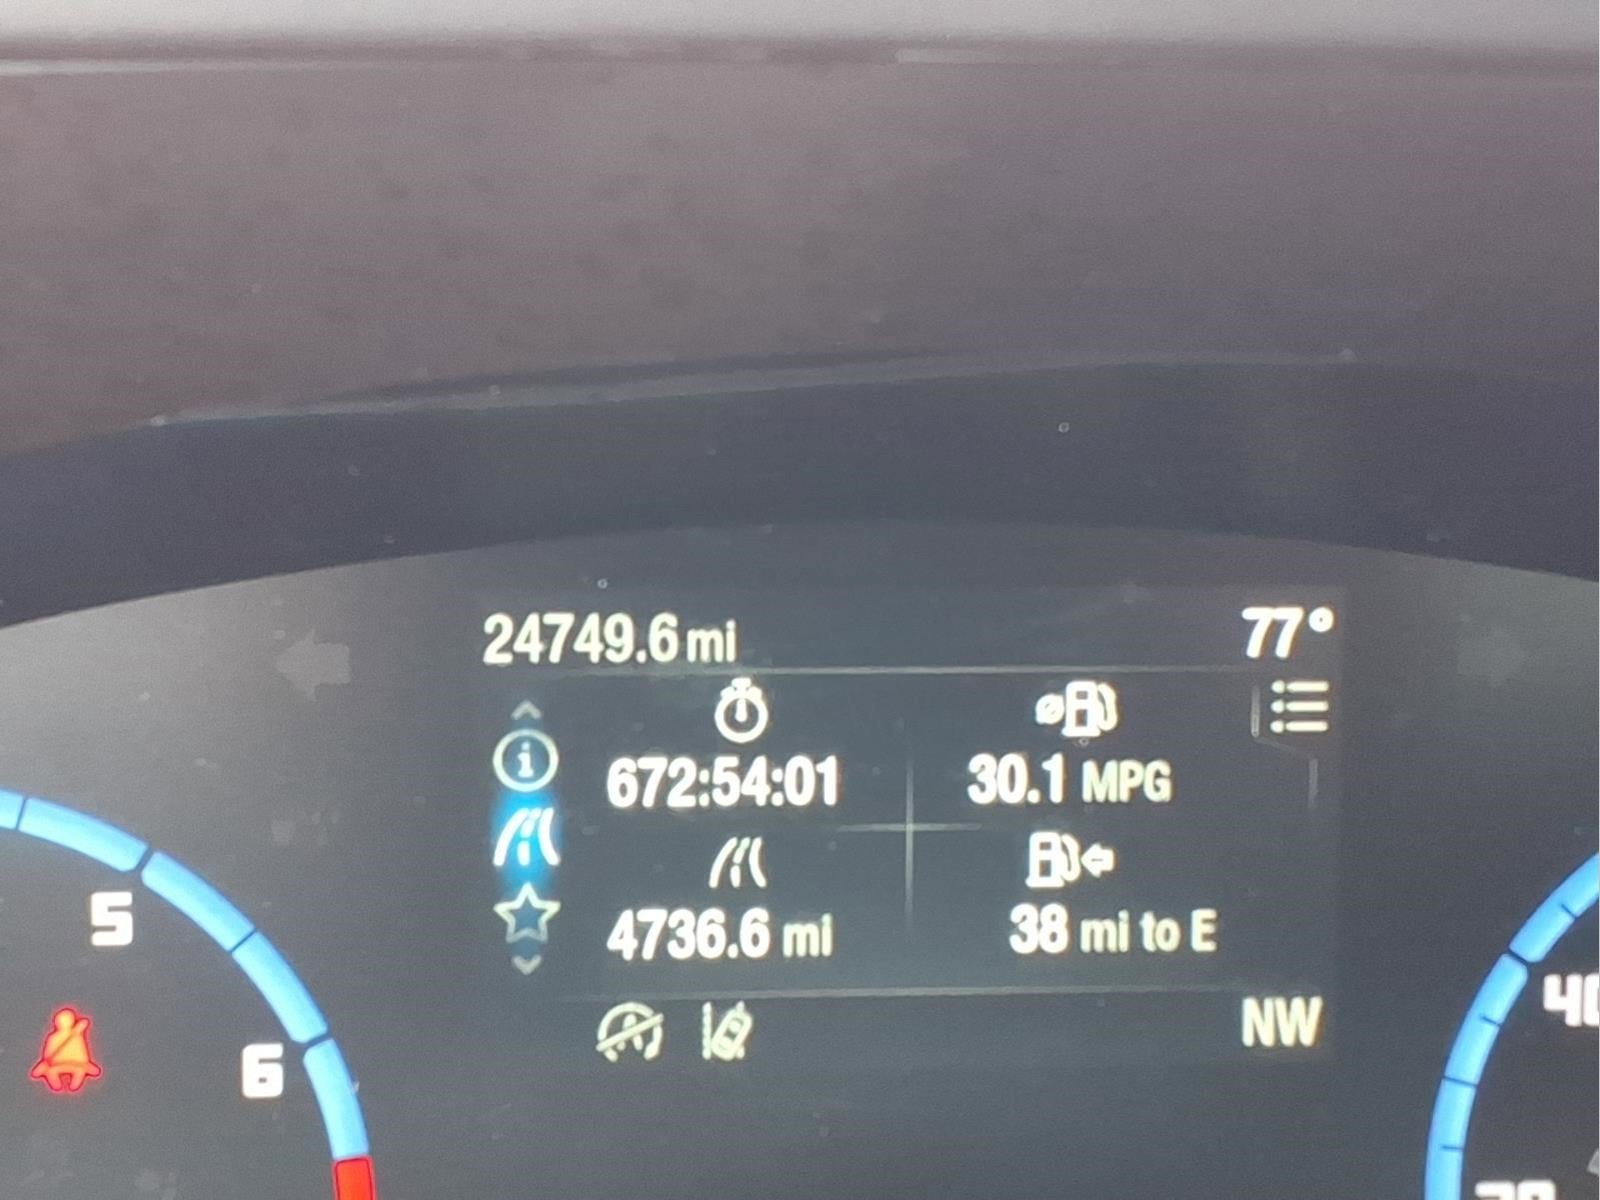 24749.6 mi 77°
672:54:01 30.1 MPG
4736.6 mi 38 mi to E
NW
5
6